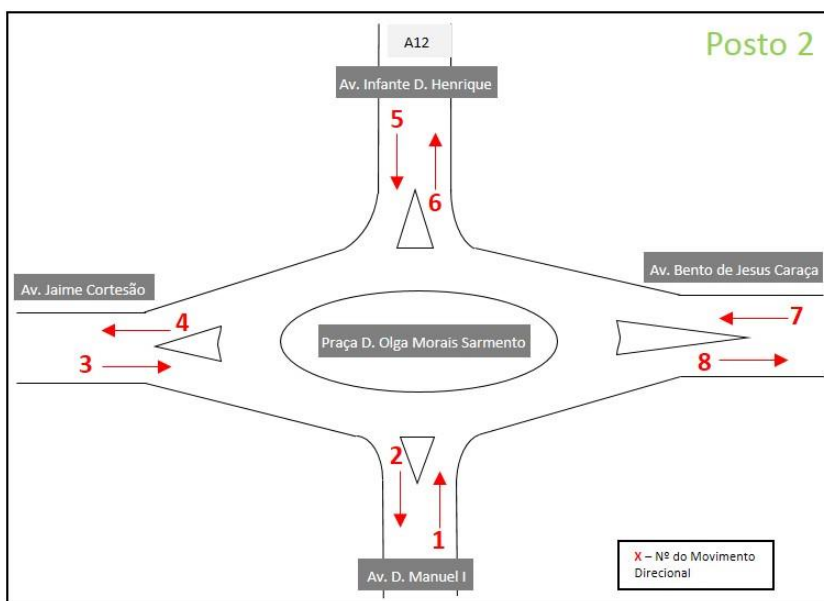 A12
Posto 2
Av. Infante D. Henrique
5
6
Av. Jaime Cortesão
Av. Bento de Jesus Caraça
4
7
Praça D. Olga Morais Sarmento
3
8
2
1
X – Nº do Movimento
Direcional
Av. D. Manuel I